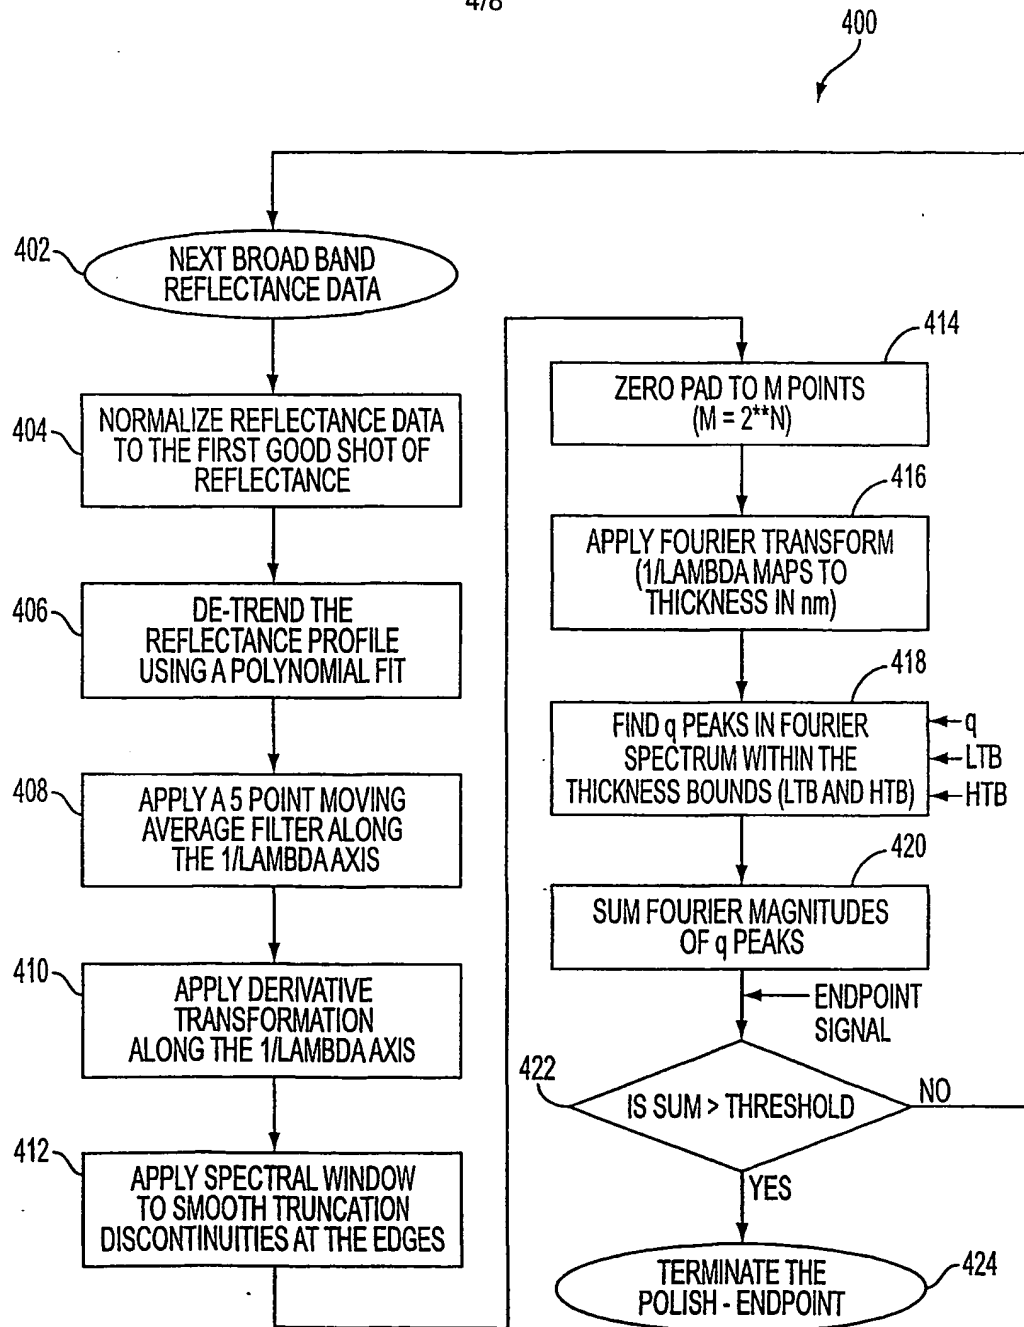 4/8
400
402
NEXT BROAD BAND
REFLECTANCE DATA
404
NORMALIZE REFLECTANCE DATA
TO THE FIRST GOOD SHOT OF
REFLECTANCE
406
DE-TREND THE
REFLECTANCE PROFILE
USING A POLYNOMIAL FIT
408
APPLY A 5 POINT MOVING
AVERAGE FILTER ALONG
THE 1/LAMBDA AXIS
410
APPLY DERIVATIVE
TRANSFORMATION
ALONG THE 1/LAMBDA AXIS
412
APPLY SPECTRAL WINDOW
TO SMOOTH TRUNCATION
DISCONTINUITIES AT THE EDGES
414
ZERO PAD TO M POINTS
(M = 2**N)
416
APPLY FOURIER TRANSFORM
(1/LAMBDA MAPS TO
THICKNESS IN nm)
418
FIND q PEAKS IN FOURIER
SPECTRUM WITHIN THE
THICKNESS BOUNDS (LTB AND HTB)
q
LTB
HTB
420
SUM FOURIER MAGNITUDES
OF q PEAKS
ENDPOINT
SIGNAL
422
IS SUM > THRESHOLD
NO
YES
424
TERMINATE THE
POLISH - ENDPOINT